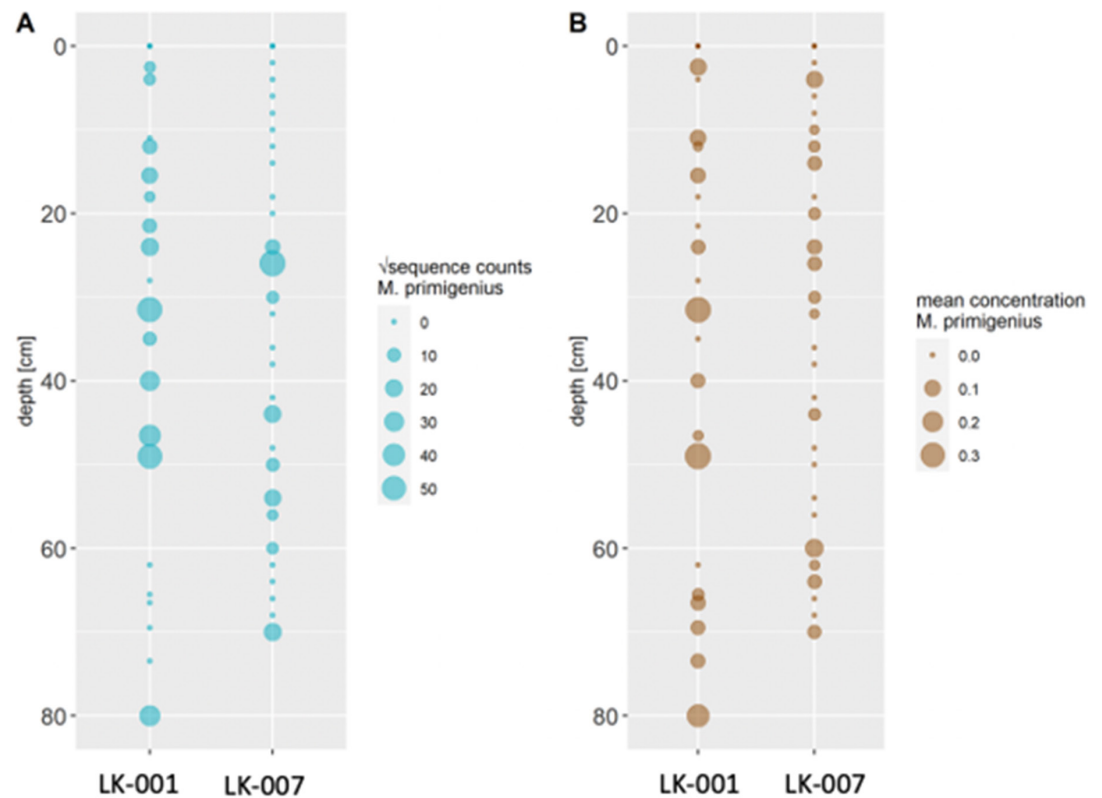 A
B
0
20
40
60
80
depth [cm]
LK-001 LK-007
√sequence counts
M. primigenius
0
10
20
30
40
50
0
20
40
60
80
depth [cm]
LK-001 LK-007
mean concentration
M. primigenius
0.0
0.1
0.2
0.3